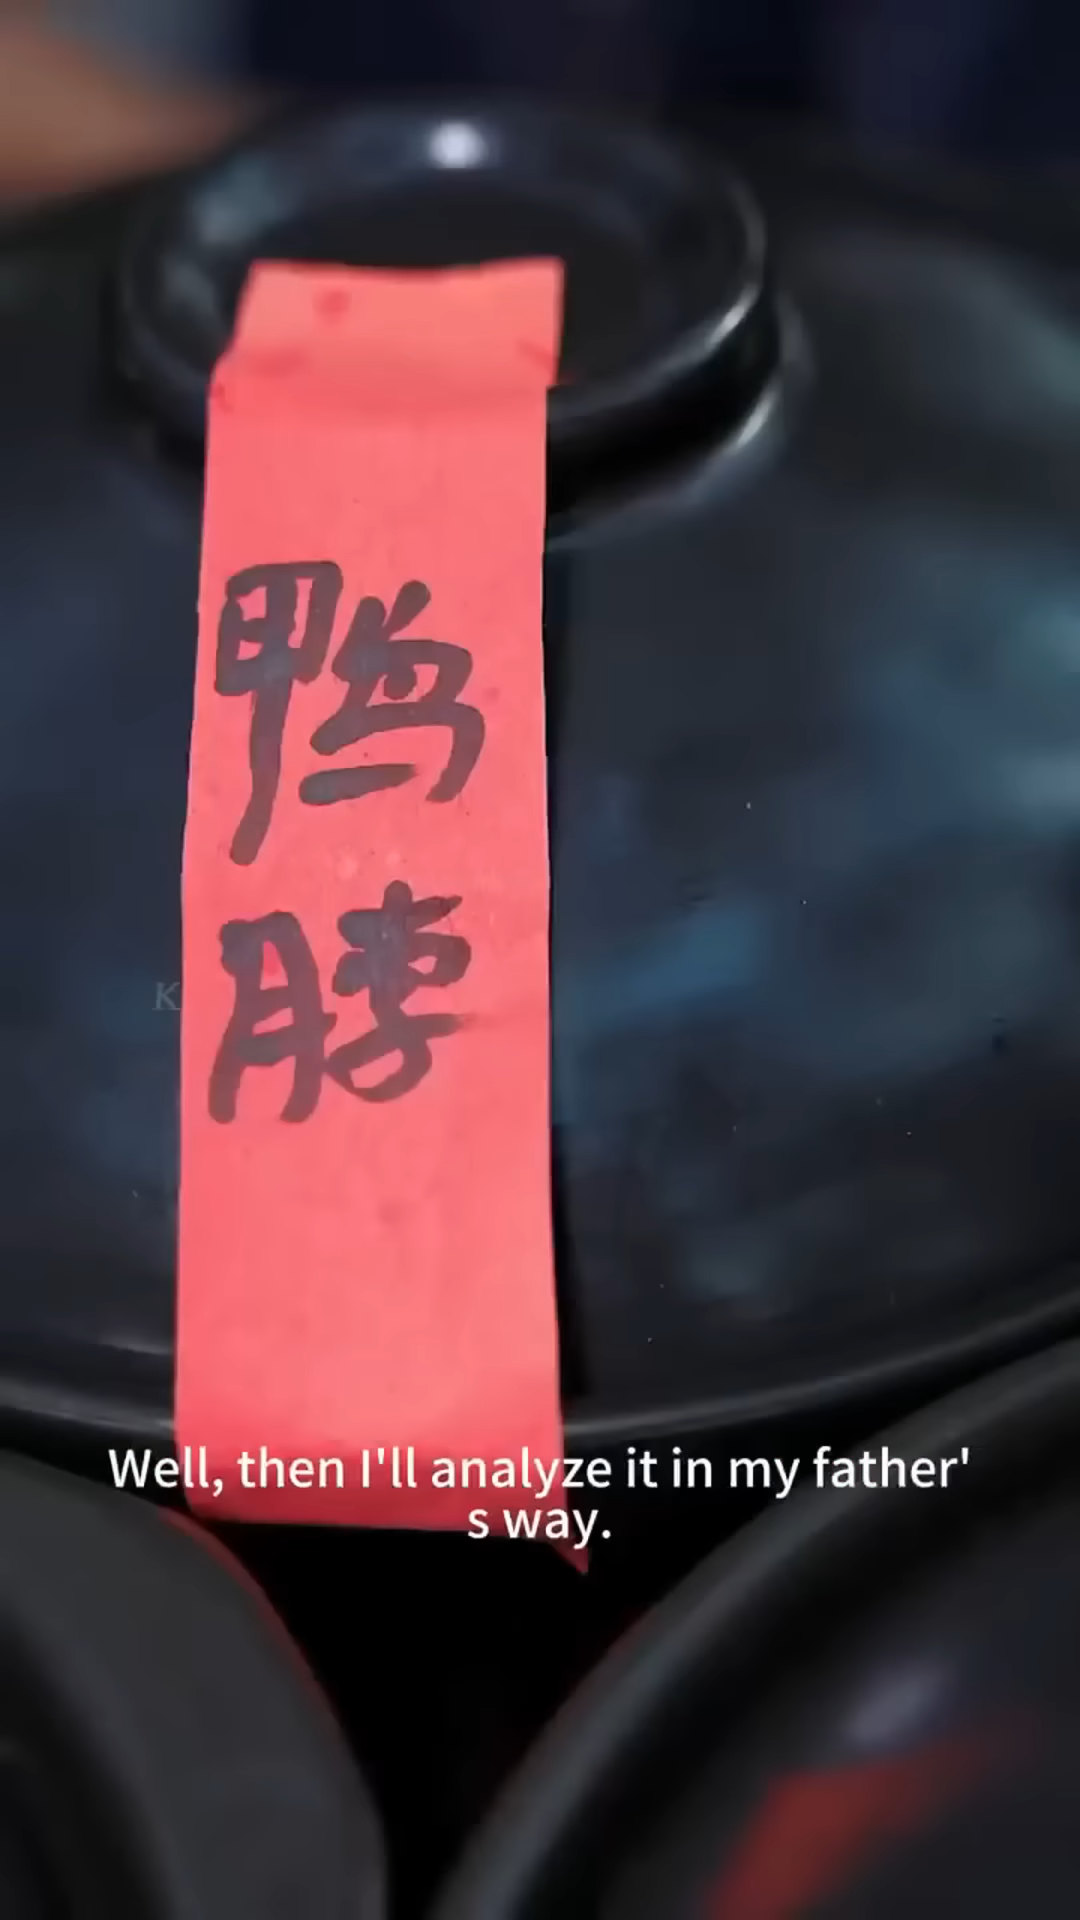 鸭
脖
K
Well, then I'll analyze it in my father'
s way.